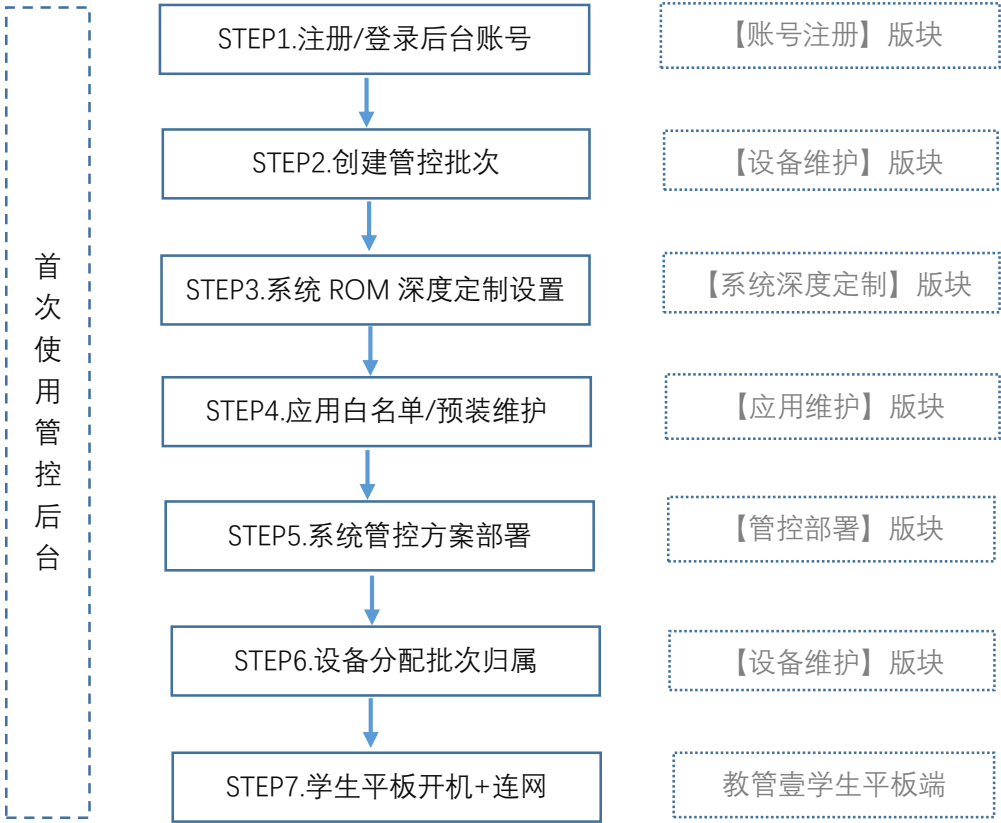 首次使用管控后台
STEP1.注册/登录后台账号
【账号注册】版块
STEP2.创建管控批次
【设备维护】版块
STEP3.系统 ROM 深度定制设置
【系统深度定制】版块
STEP4.应用白名单/预装维护
【应用维护】版块
STEP5.系统管控方案部署
【管控部署】版块
STEP6.设备分配批次归属
【设备维护】版块
STEP7.学生平板开机+连网
教管壹学生平板端